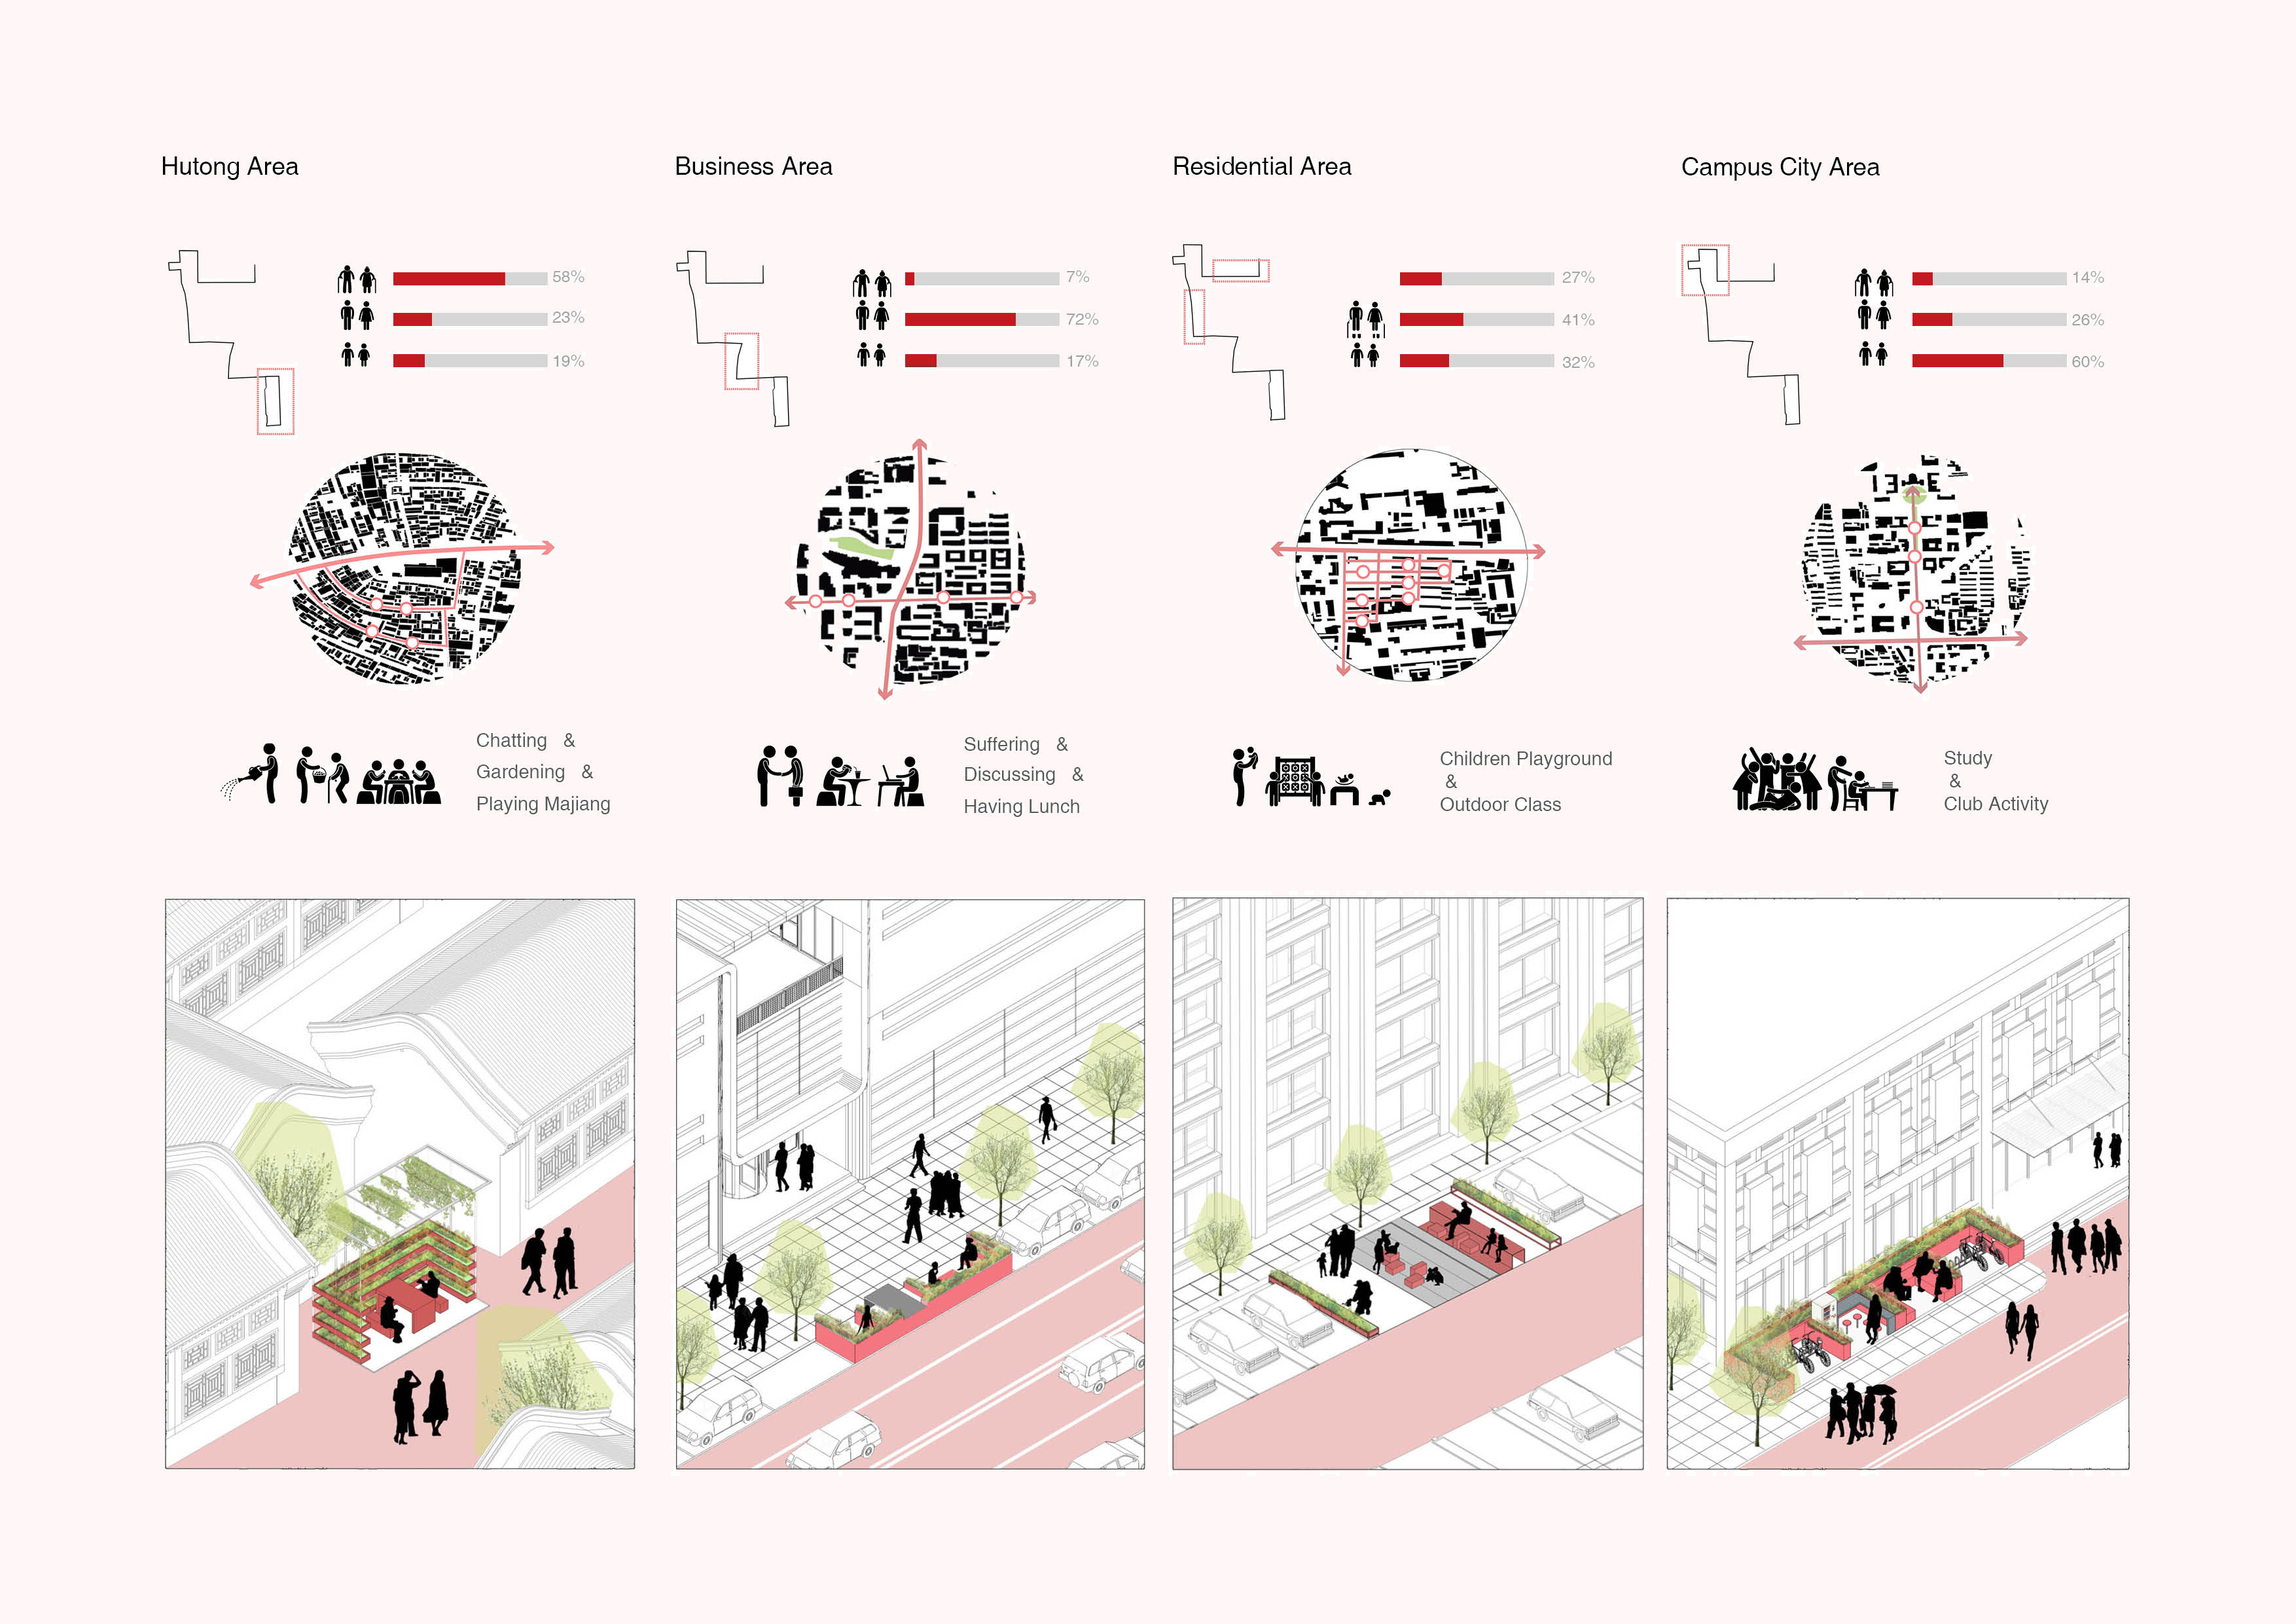 Hutong Area
58%
23%
19%
Chatting &
Gardening &
Playing Majiang
Business Area
7%
72%
17%
Suffering &
Discussing &
Having Lunch
Residential Area
27%
41%
32%
Children Playground
&
Outdoor Class
Campus City Area
14%
26%
60%
Study
&
Club Activity